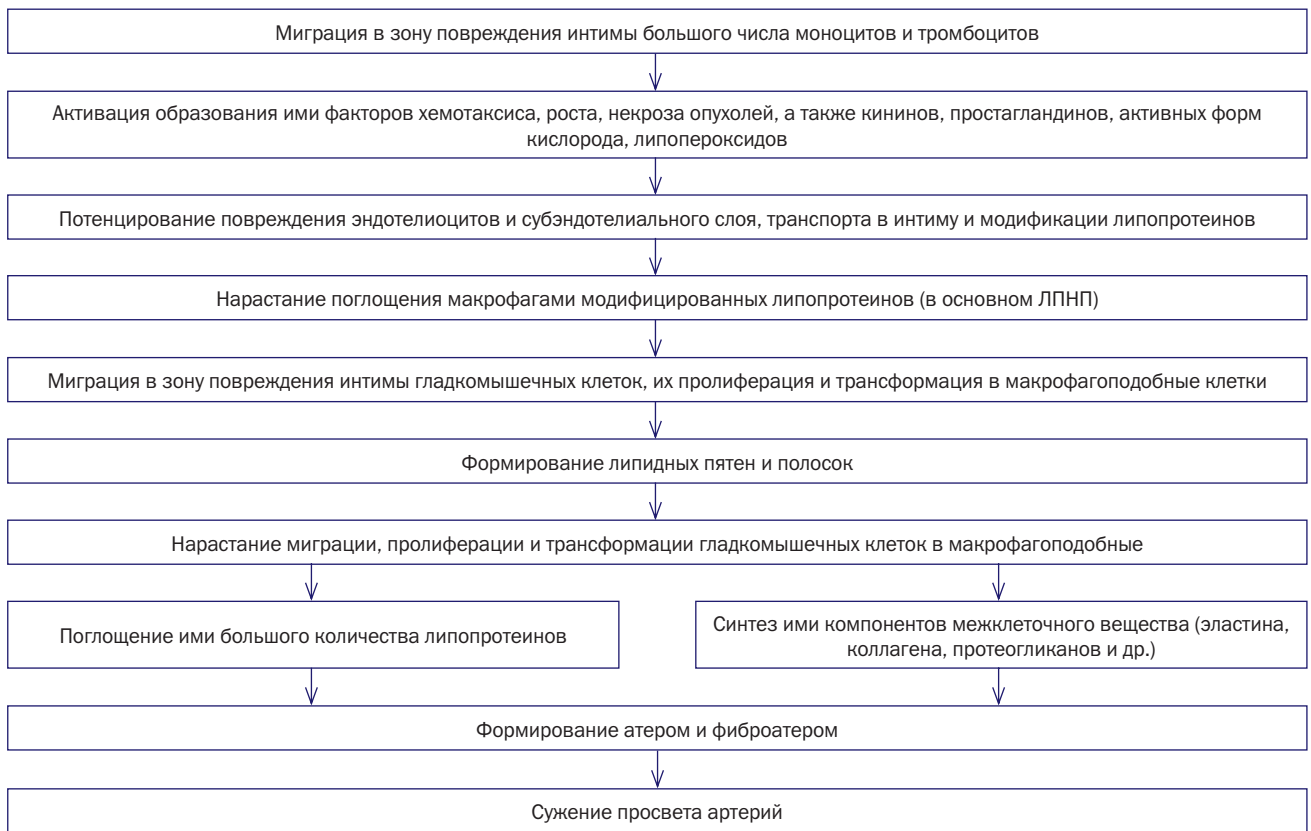 Миграция в зону повреждения интимы большого числа моноцитов и тромбоцитов
Активация образования ими факторов хемотаксиса, роста, некроза опухолей, а также кининов, простагландинов, активных форм
кислорода, липопероксидов
Потенцирование повреждения эндотелиоцитов и субэндотелиального слоя, транспорта в интиму и модификации липопротеинов
Нарастание поглощения макрофагами модифицированных липопротеинов (в основном ЛПНП)
Миграция в зону повреждения интимы гладкомышечных клеток, их пролиферация и трансформация в макрофагоподобные клетки
Формирование липидных пятен и полосок
Нарастание миграции, пролиферации и трансформации гладкомышечных клеток в макрофагоподобные
Поглощение ими большого количества липопротеинов
Синтез ими компонентов межклеточного вещества (эластина,
коллагена, протеогликанов и др.)
Формирование атером и фиброатером
Сужение просвета артерий